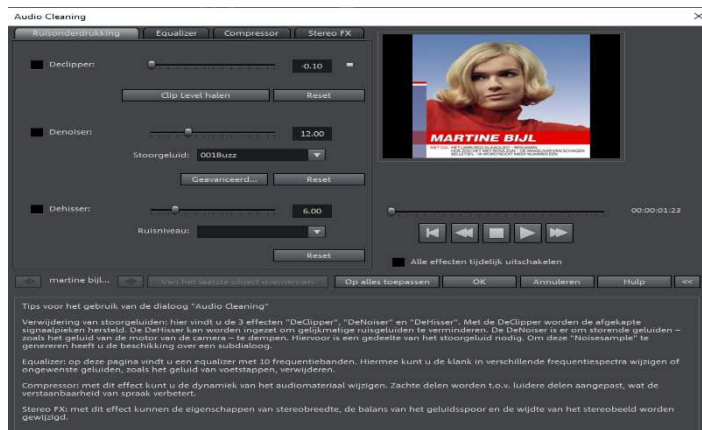 Audio Cleaning
Ruisonderdrukking Equalizer Compressor Stereo FX
Declipper: -0.10
Clip Level halen Reset
Denoiser: 12.00
Stoorgeluid: 001Buzz
Geavanceerd... Reset
Dehisser: 6.00
Ruisniveau:
Reset
MARTINE BIJL
00:00:01:23
Alle effecten tijdelijk uitschakelen
martine bijl... Van het laatste object overnemen Op alles toepassen OK Annuleren Hulp <<
Tips voor het gebruik van de dialoog "Audio Cleaning"
Verwijdering van stoorgeluiden: hier vindt u de 3 effecten "DeClipper", "DeNoiser" en "DeHisser". Met de DeClipper worden de afgekapte
signaalpieken hersteld. De DeHisser kan worden ingezet om gelijkmatige ruisgeluiden te verminderen. De DeNoiser is er om storende geluiden –
zoals het geluid van de motor van de camera – te dempen. Hiervoor is een gedeelte van het stoorgeluid nodig. Om deze "Noisesample" te
genereren heeft u de beschikking over een subdialoog.
Equalizer: op deze pagina vindt u een equalizer met 10 frequentiebanden. Hiermee kunt u de klank in verschillende frequentiespectra wijzigen of
ongewenste geluiden, zoals het geluid van voetstappen, verwijderen.
Compressor: met dit effect kunt u de dynamiek van het audiomateriaal wijzigen. Zachte delen worden t.o.v. luidere delen aangepast, wat de
verstaanbarheid van spraak verbetert.
Stereo FX: met dit effect kunnen de eigenschappen van stereobreedte, de balans van het geluidsspoor en de wijdte van het stereobeeld worden
gewijzigd.